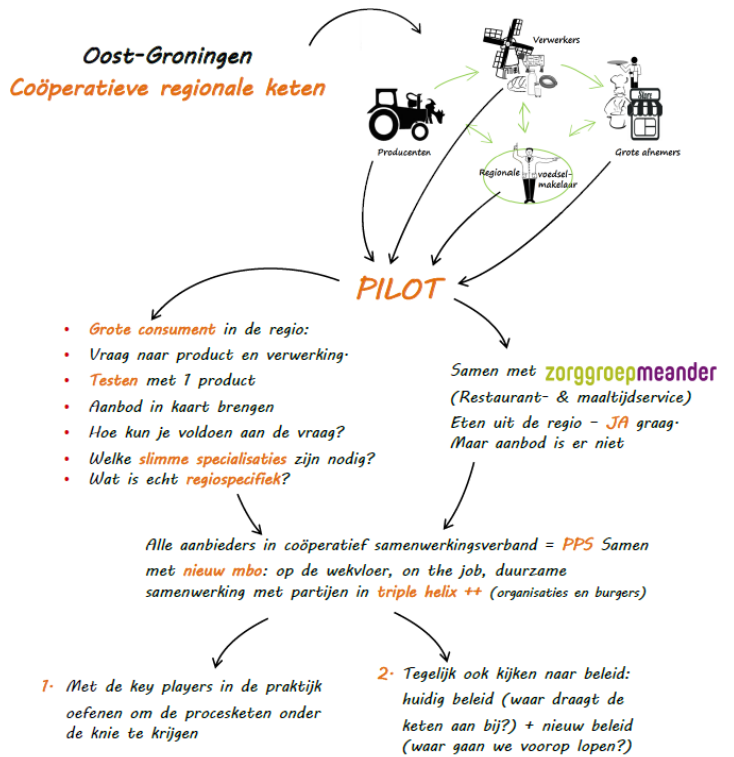 Oost-Groningen
Coöperatieve regionale keten
Verwerkers
Store
Producenten
Grote afnemers
Regionale voedsel-
makelaar
PILOT
• Grote consument in de regio:
• Vraag naar product en verwerking.
• Testen met 1 product
• Aanbod in kaart brengen
• Hoe kun je voldoen aan de vraag?
• Welke slimme specialisaties zijn nodig?
• Wat is echt regiospecifiek?
Samen met zorggroepmeander
(Restaurant- & maaltijdservice)
Eten uit de regio – JA graag.
Maar aanbod is er niet
Alle aanbieders in coöperatief samenwerkingsverband = PPS Samen
met nieuw mbo: op de wekvloer, on the job, duurzame
samenwerking met partijen in triple helix ++ (organisaties en burgers)
1. Met de key players in de praktijk
oefenen om de procesketen onder
de knie te krijgen
2. Tegelijk ook kijken naar beleid:
huidig beleid (waar draagt de
keten aan bij?) + nieuw beleid
(waar gaan we voorop lopen?)